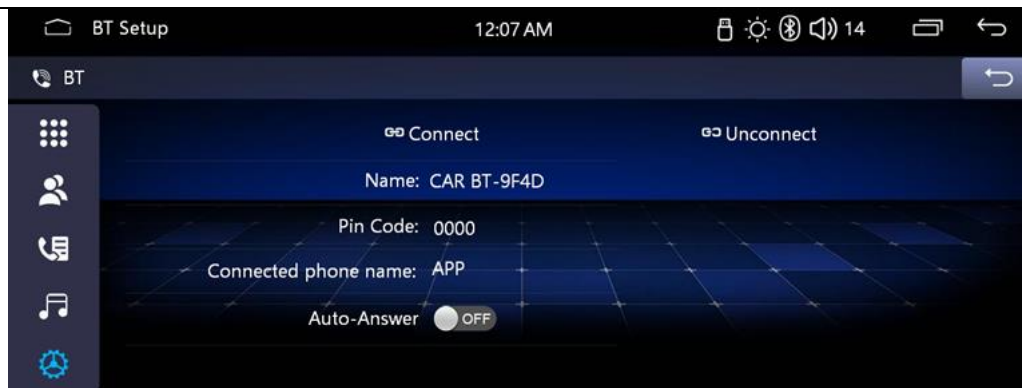 BT Setup 12:07 AM 14
BT
Connect Unconnect
Name: CAR BT-9F4D
Pin Code: 0000
Connected phone name: APP
Auto-Answer OFF